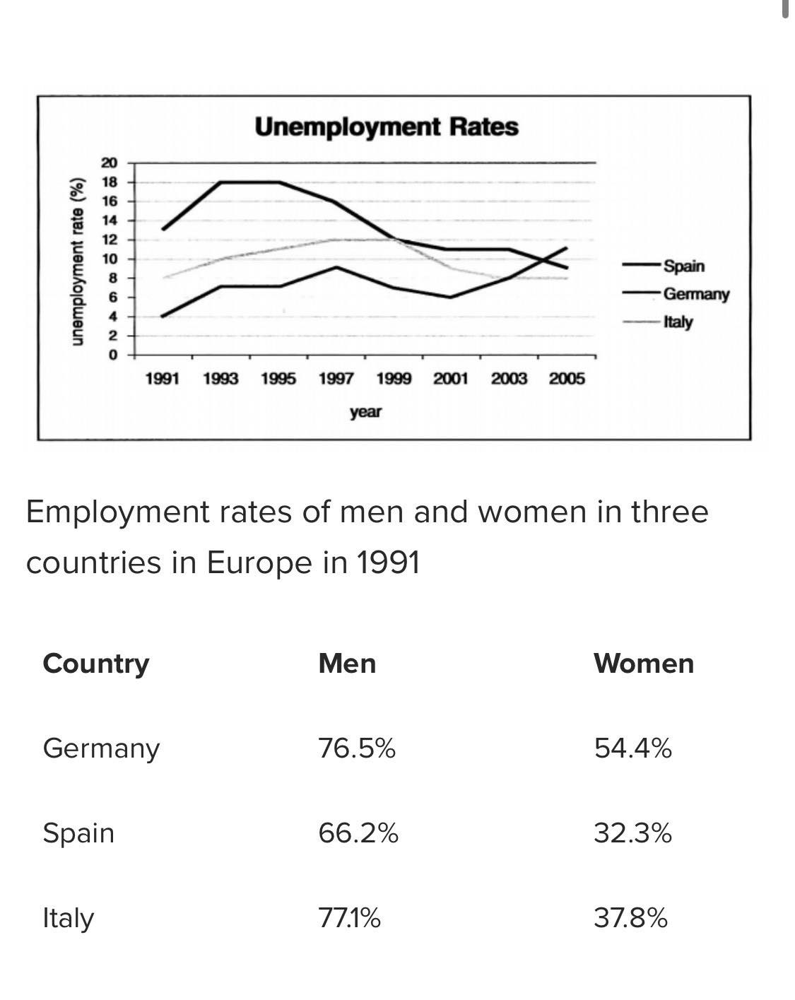 Unemployment Rates
unemployment rate (%)
20
18
16
14
12
10
8
6
4
2
0
1991 1993 1995 1997 1999 2001 2003 2005
year
Spain
Germany
Italy
Employment rates of men and women in three
countries in Europe in 1991
Country Men Women
Germany 76.5% 54.4%
Spain 66.2% 32.3%
Italy 77.1% 37.8%